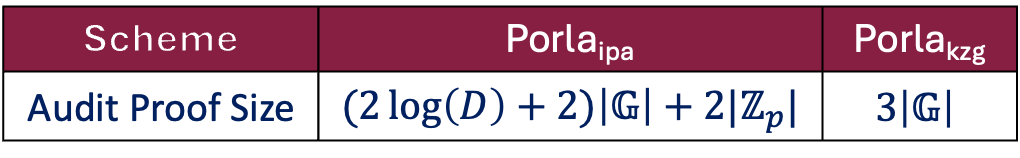 Scheme Porla_ipa Porla_kzg
Audit Proof Size (2 log(D) + 2)|𝔾| + 2|ℤ_p| 3|𝔾|